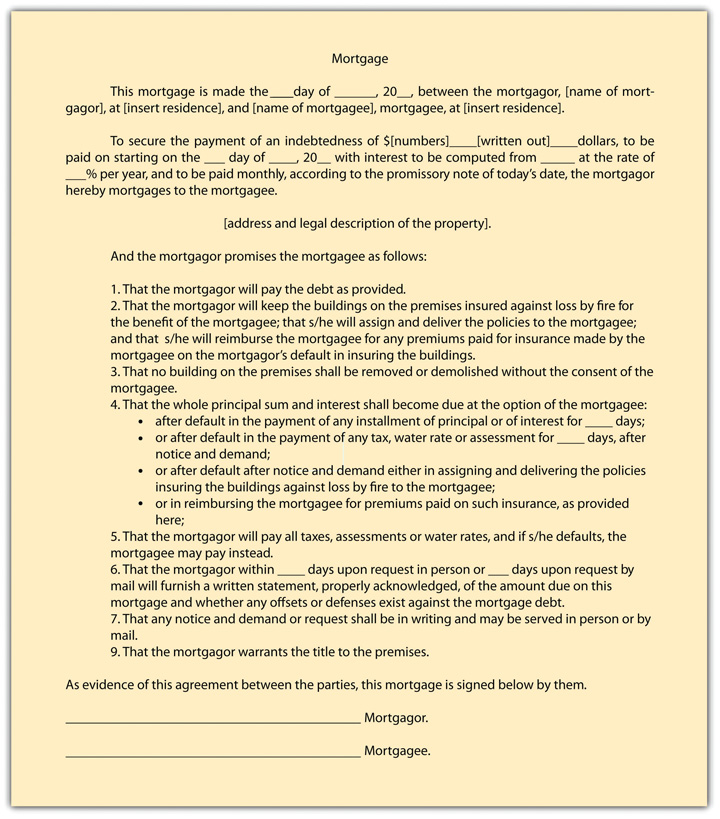 Mortgage
This mortgage is made the___day of ______, 20__, between the mortgagor, [name of mort-
gagor], at [insert residence], and [name of mortgagee], mortgagee, at [insert residence].
To secure the payment of an indebtedness of $[numbers]____[written out]____dollars, to be
paid on starting on the ___ day of ____, 20__ with interest to be computed from _____ at the rate of
___% per year, and to be paid monthly, according to the promissory note of today's date, the mortgagor
hereby mortgages to the mortgagee.
[address and legal description of the property].
And the mortgagor promises the mortgagee as follows:
1. That the mortgagor will pay the debt as provided.
2. That the mortgagor will keep the buildings on the premises insured against loss by fire for
the benefit of the mortgagee; that s/he will assign and deliver the policies to the mortgagee;
and that s/he will reimburse the mortgagee for any premiums paid for insurance made by the
mortgagee on the mortgagor's default in insuring the buildings.
3. That no building on the premises shall be removed or demolished without the consent of the
mortgagee.
4. That the whole principal sum and interest shall become due at the option of the mortgagee:
• after default in the payment of any installment of principal or of interest for ____ days;
• or after default in the payment of any tax, water rate or assessment for ____ days, after
notice and demand;
• or after default after notice and demand either in assigning and delivering the policies
insuring the buildings against loss by fire to the mortgagee;
• or in reimbursing the mortgagee for premiums paid on such insurance, as provided
here;
5. That the mortgagor will pay all taxes, assessments or water rates, and if s/he defaults, the
mortgagee may pay instead.
6. That the mortgagor within ____ days upon request in person or ___ days upon request by
mail will furnish a written statement, properly acknowledged, of the amount due on this
mortgage and whether any offsets or defenses exist against the mortgage debt.
7. That any notice and demand or request shall be in writing and may be served in person or by
mail.
9. That the mortgagor warrants the title to the premises.
As evidence of this agreement between the parties, this mortgage is signed below by them.
__________________________________________ Mortgagor.
__________________________________________ Mortgagee.